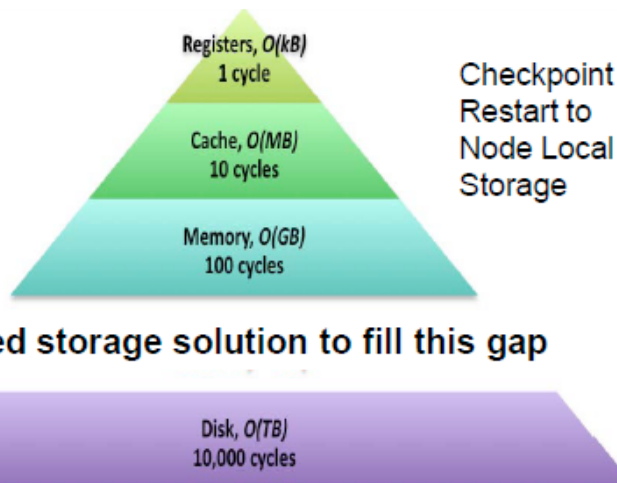 Registers, O(kB)
1 cycle
Cache, O(MB)
10 cycles
Memory, O(GB)
100 cycles
Checkpoint
Restart to
Node Local
Storage
ed storage solution to fill this gap
Disk, O(TB)
10,000 cycles